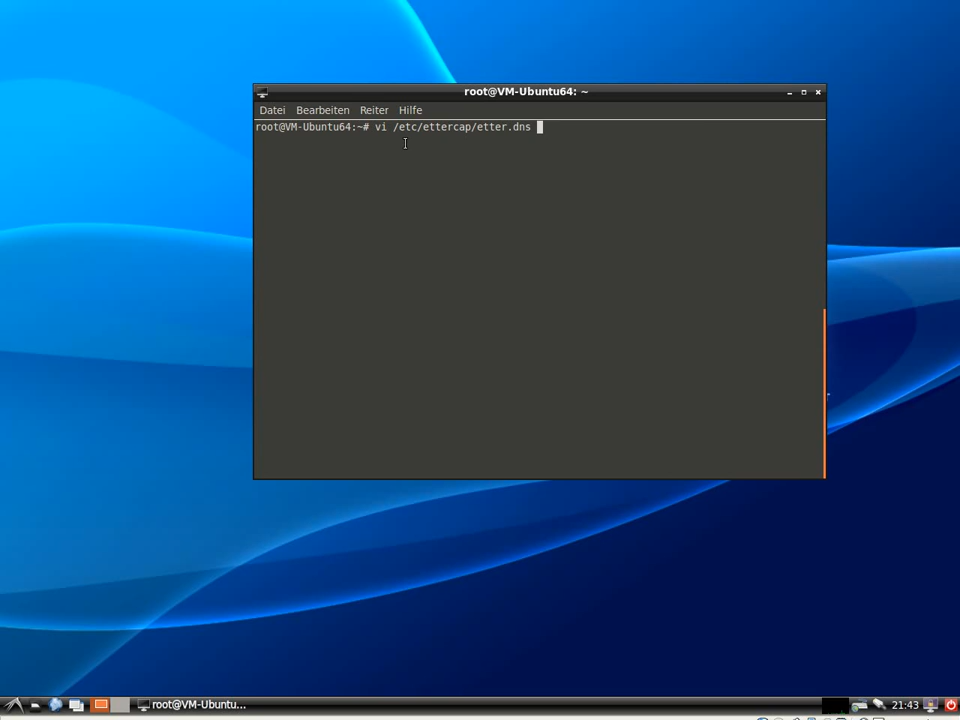 root@VM-Ubuntu64: ~
Datei Bearbeiten Reiter Hilfe
root@VM-Ubuntu64:~# vi /etc/ettercap/etter.dns
root@VM-Ubuntu... 21:43